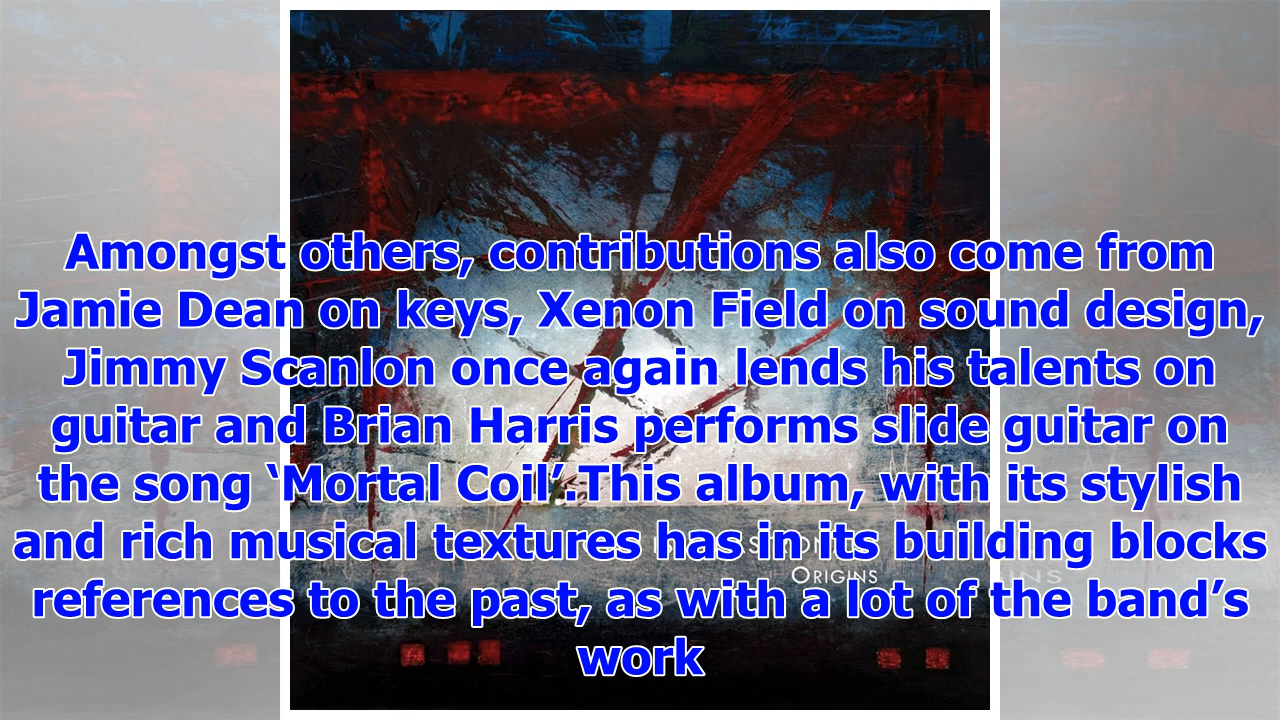 Amongst others, contributions also come from
Jamie Dean on keys, Xenon Field on sound design,
Jimmy Scanlon once again lends his talents on
guitar and Brian Harris performs slide guitar on
the song ‘Mortal Coil’.This album, with its stylish
and rich musical textures has in its building blocks
references to the past, as with a lot of the band’s
work
ORIGINS